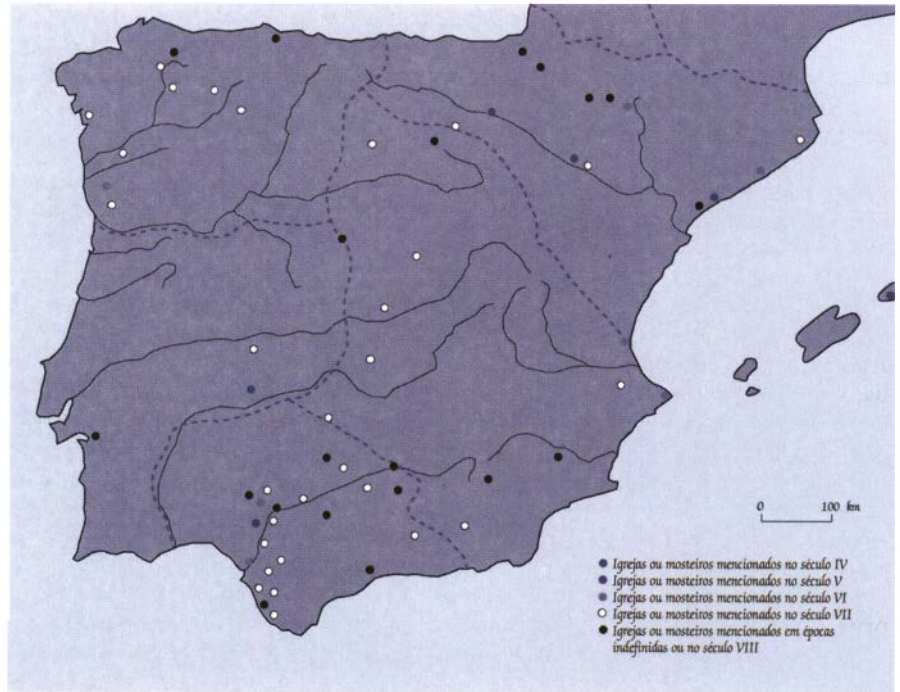 0 100 km
Igrejas ou mosteiros mencionados no século IV
Igrejas ou mosteiros mencionados no século V
Igrejas ou mosteiros mencionados no século VI
Igrejas ou mosteiros mencionados no século VII
Igrejas ou mosteiros mencionados em épocas
indefinidas ou no século VIII